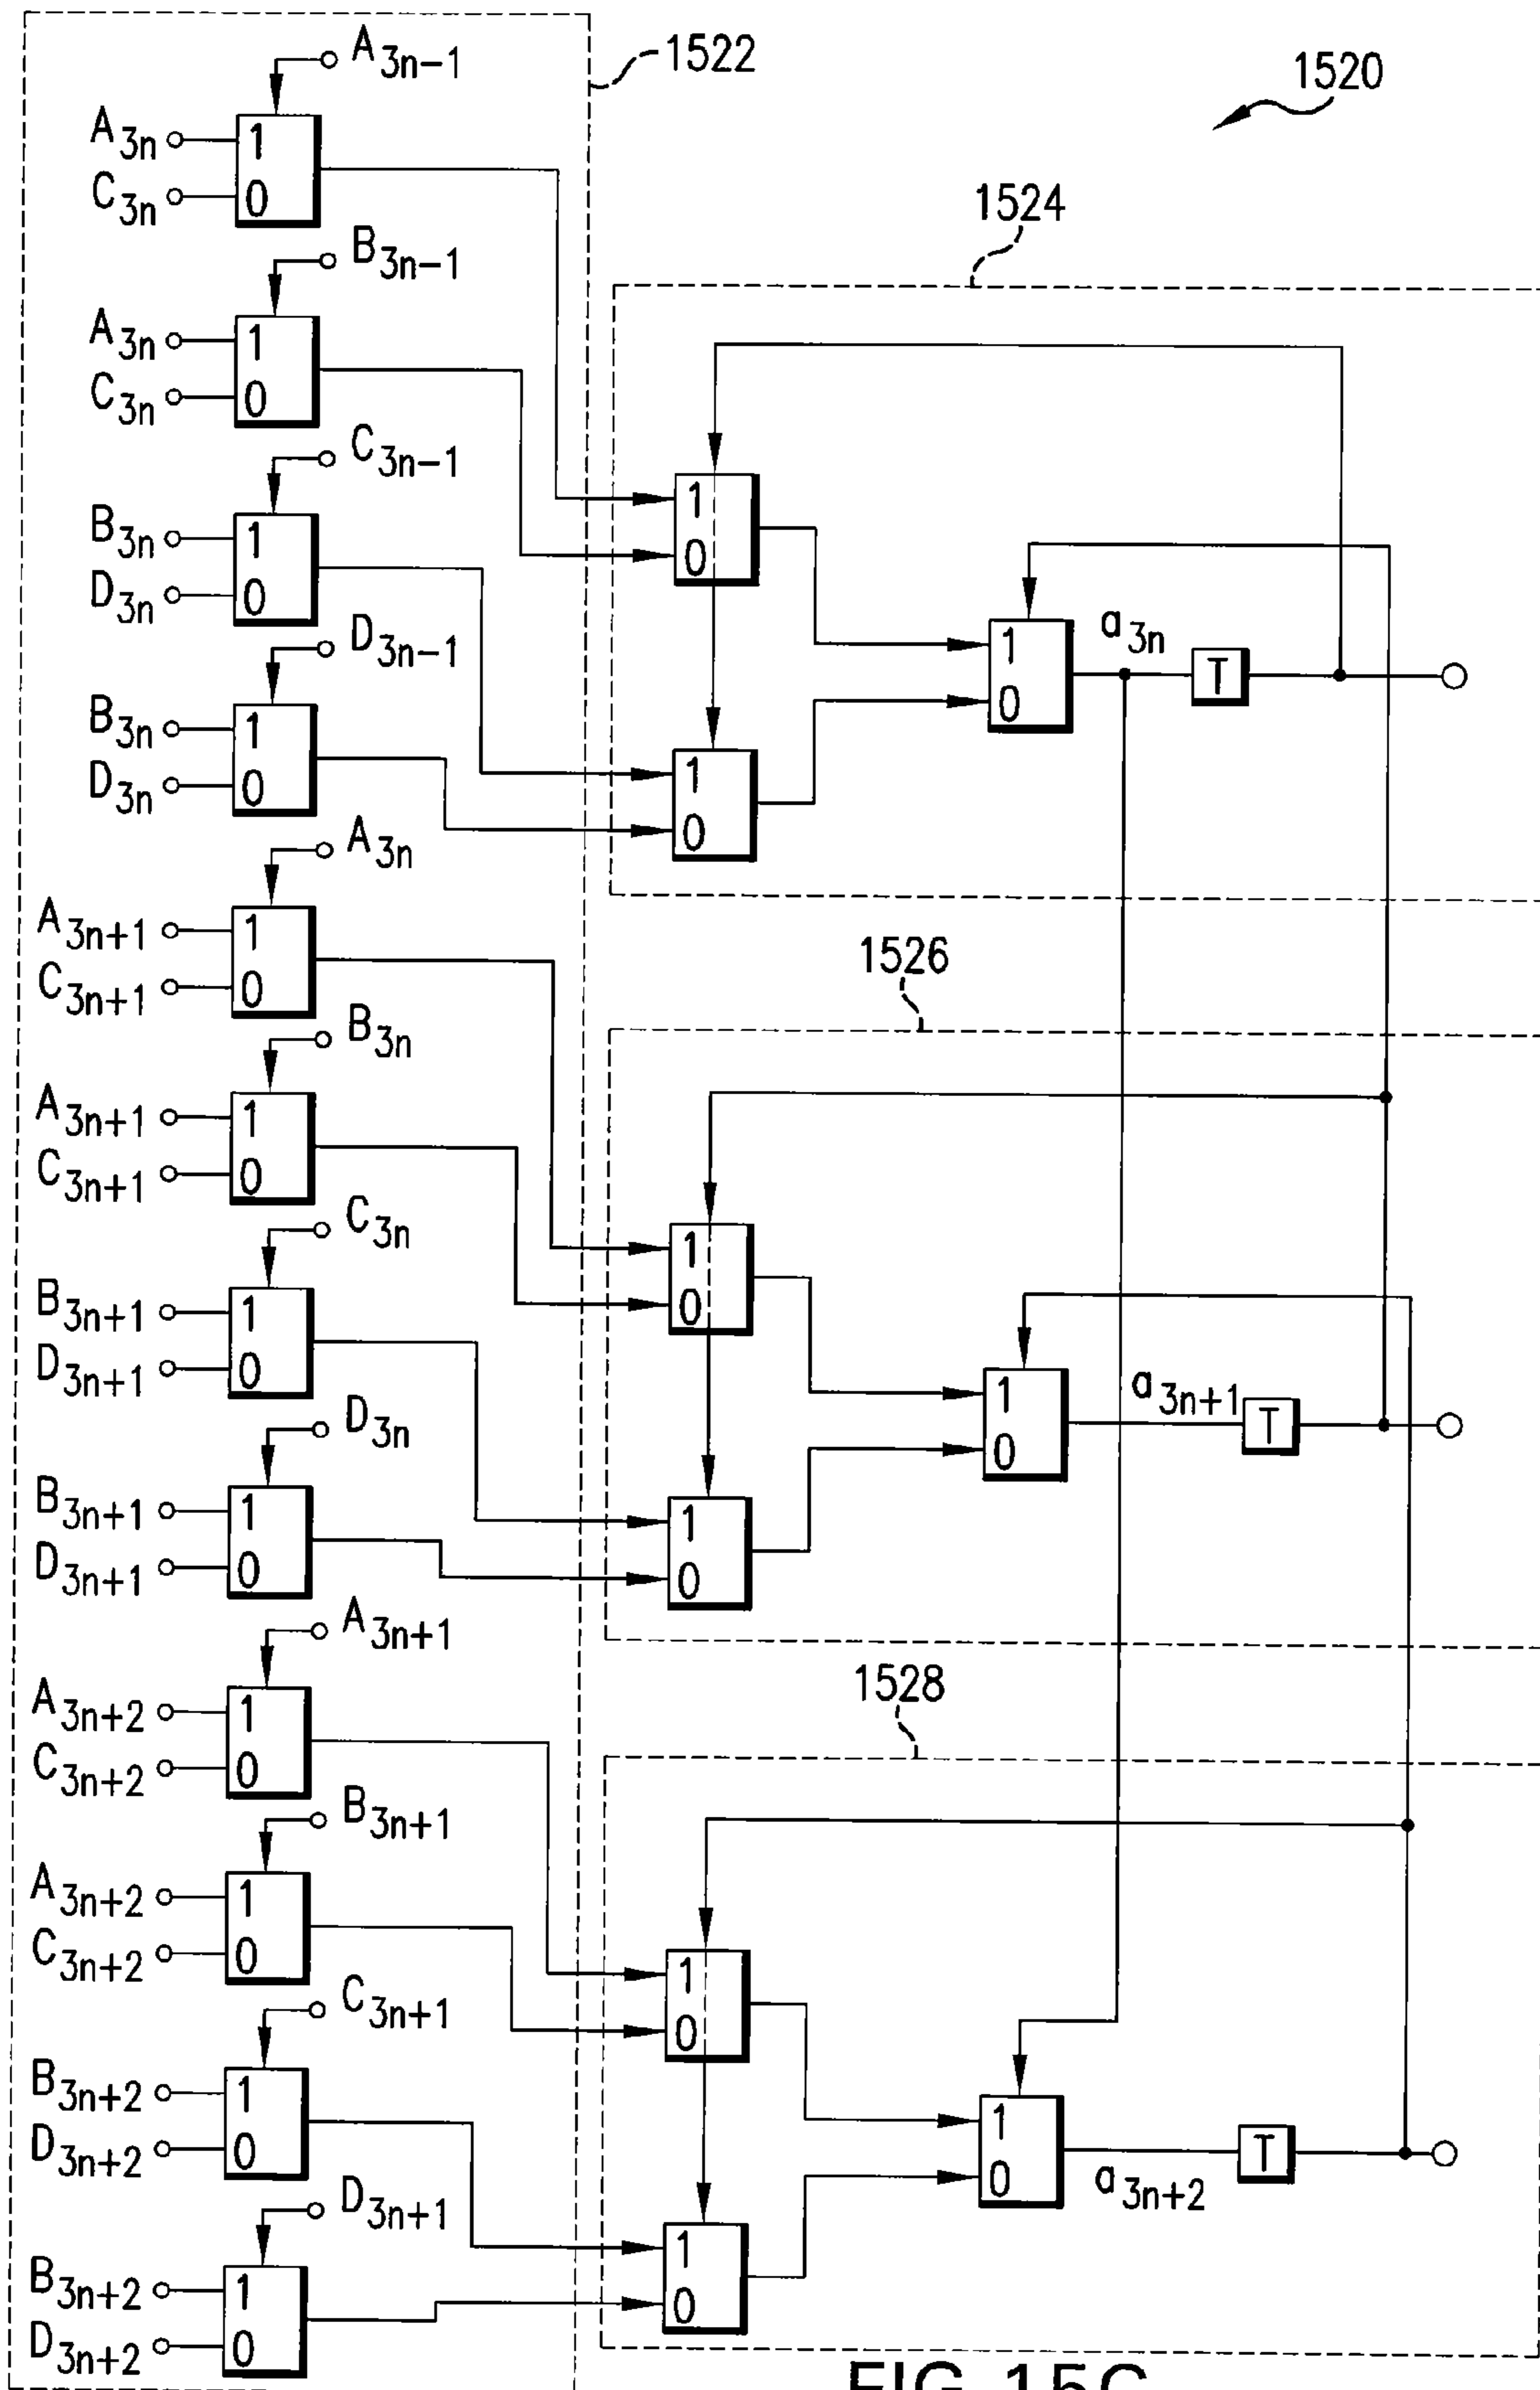 1522
1520
A3n-1
A3n
1
C3n
0
B3n-1
A3n
1
C3n
0
C3n-1
B3n
1
D3n
0
D3n-1
B3n
1
D3n
0
1524
1
0
1
0
1
0
a3n
T
A3n
A3n+1
1
C3n+1
0
B3n
A3n+1
1
C3n+1
0
C3n
B3n+1
1
D3n+1
0
D3n
B3n+1
1
D3n+1
0
1526
1
0
1
0
1
0
a3n+1
T
A3n+1
A3n+2
1
C3n+2
0
B3n+1
A3n+2
1
C3n+2
0
C3n+1
B3n+2
1
D3n+2
0
D3n+1
B3n+2
1
D3n+2
0
1528
1
0
1
0
1
0
a3n+2
T
FIG. 15C